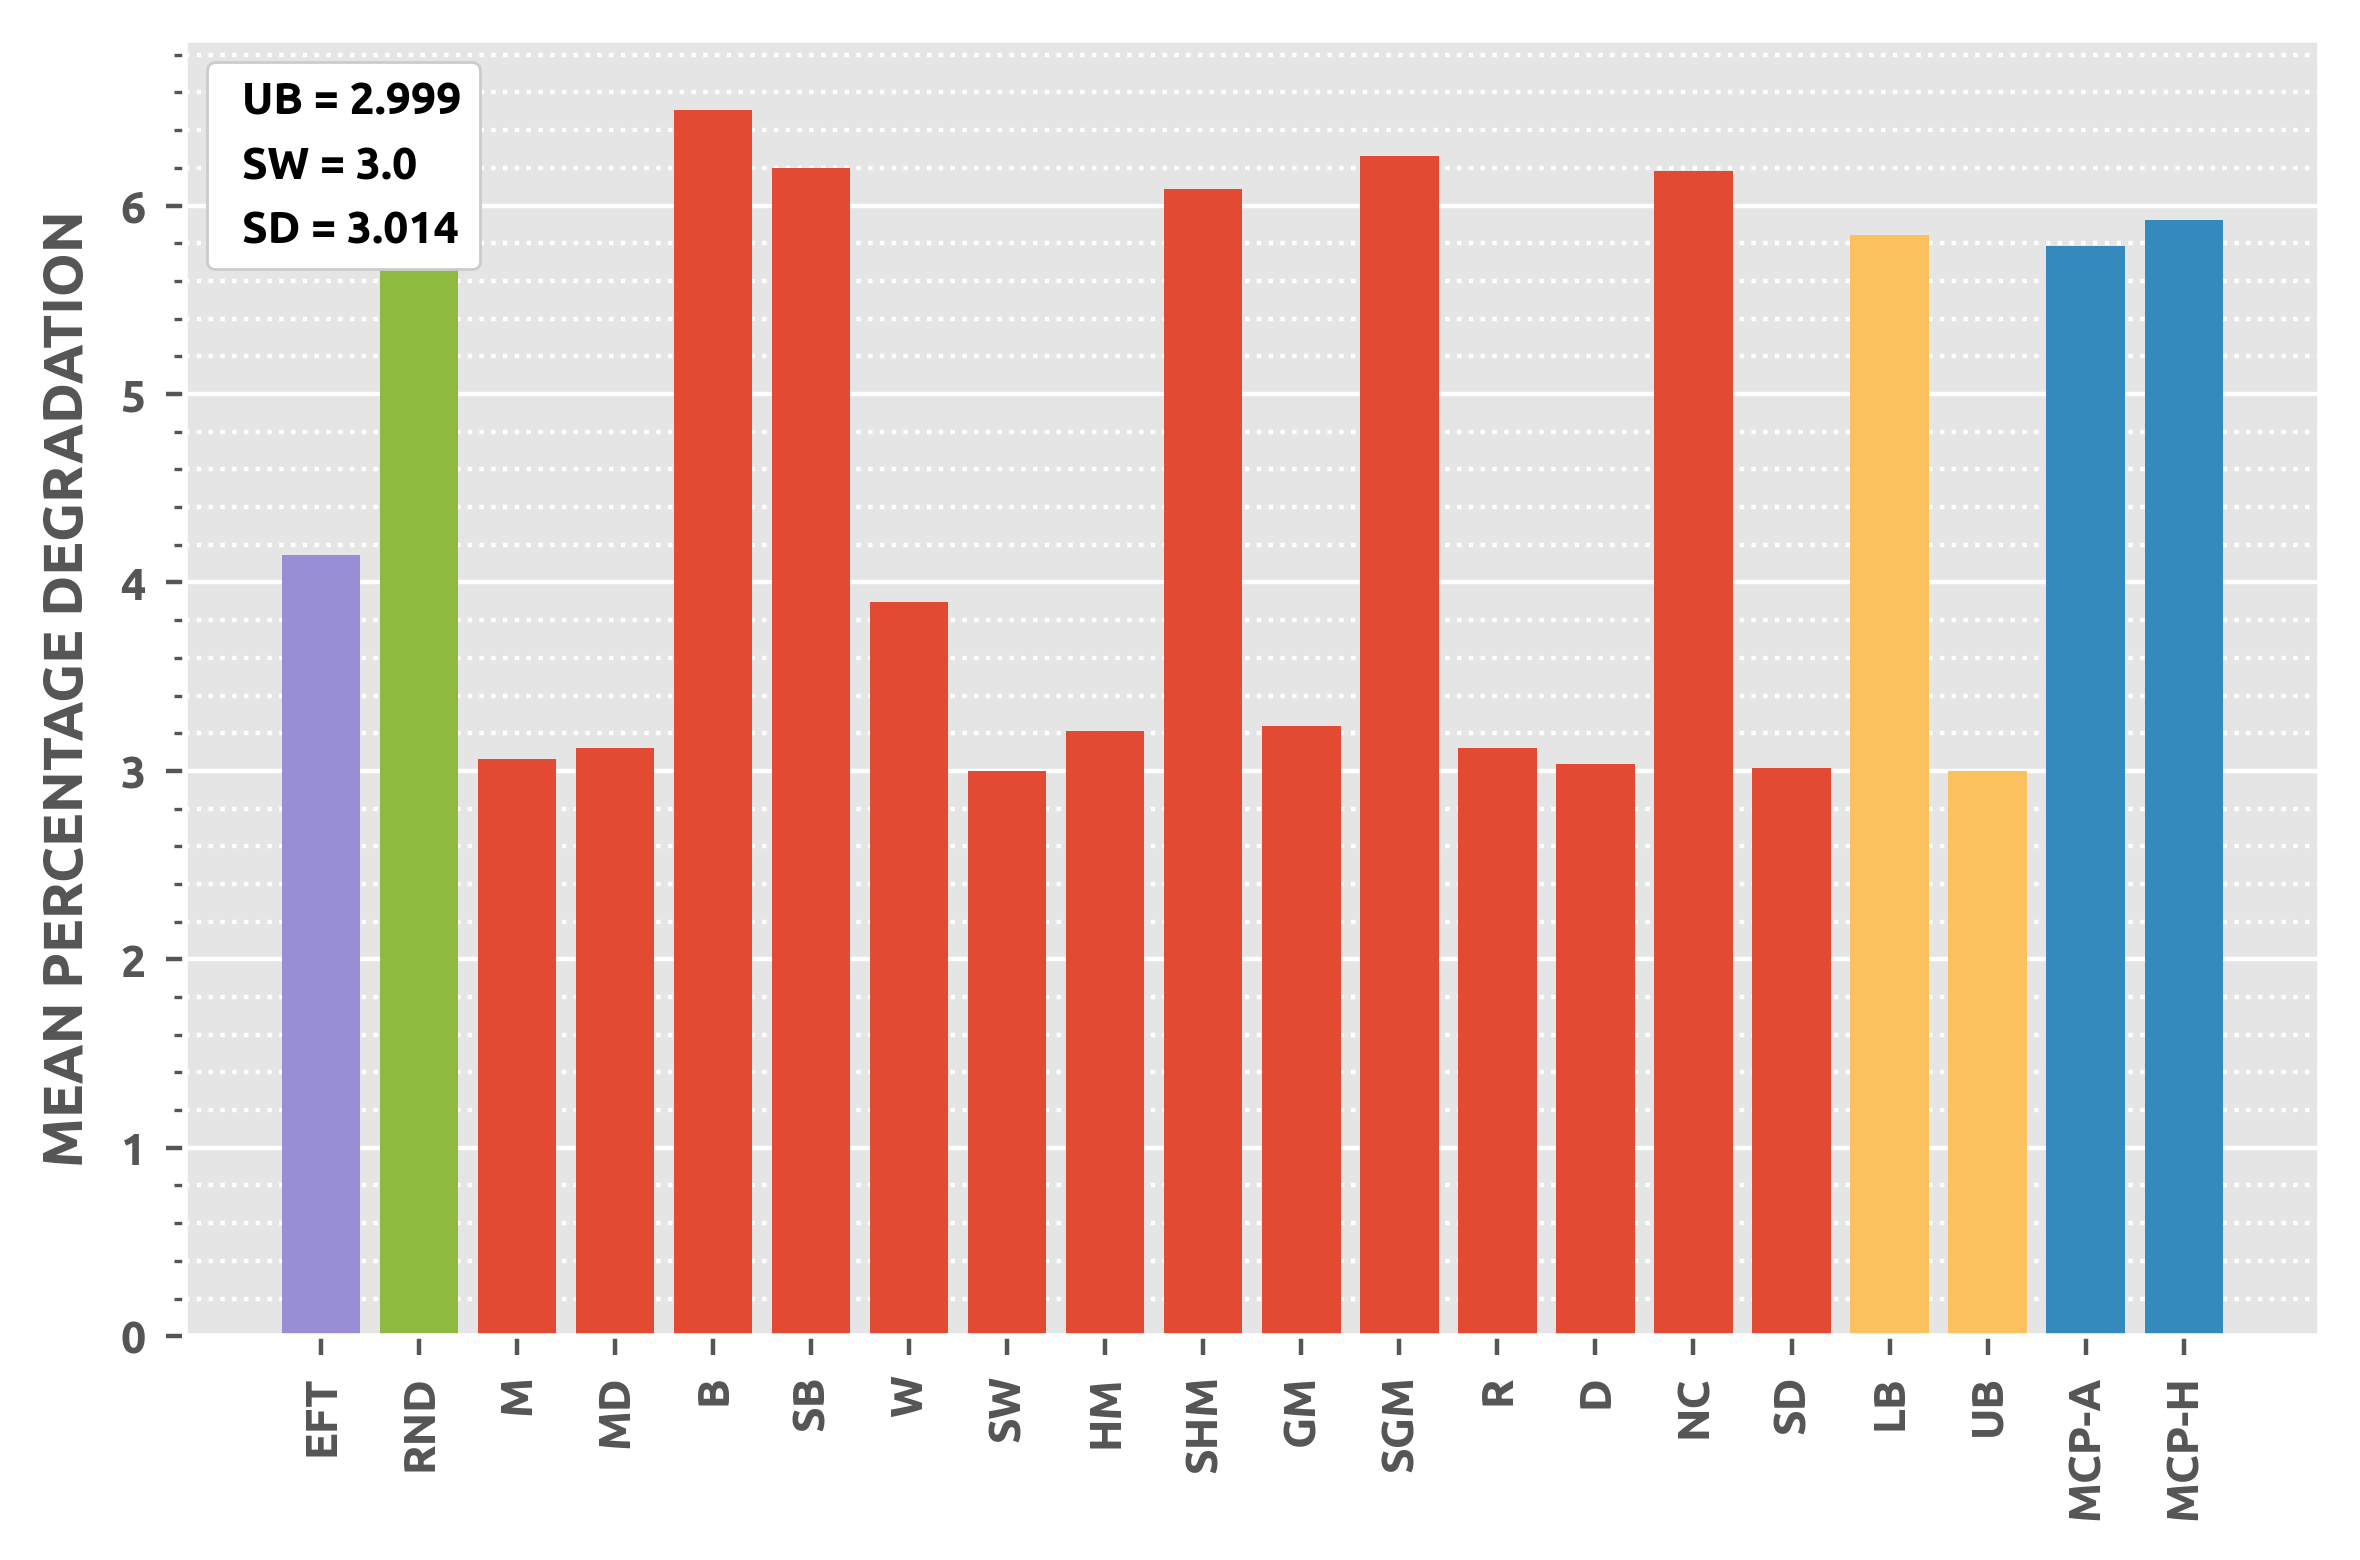 UB = 2.999
SW = 3.0
SD = 3.014
MEAN PERCENTAGE DEGRADATION
6
5
4
3
2
1
0
EFT
RND
M
MD
B
SB
W
SW
HM
SHM
GM
SGM
R
D
NC
SD
LB
UB
MCP-A
MCP-H